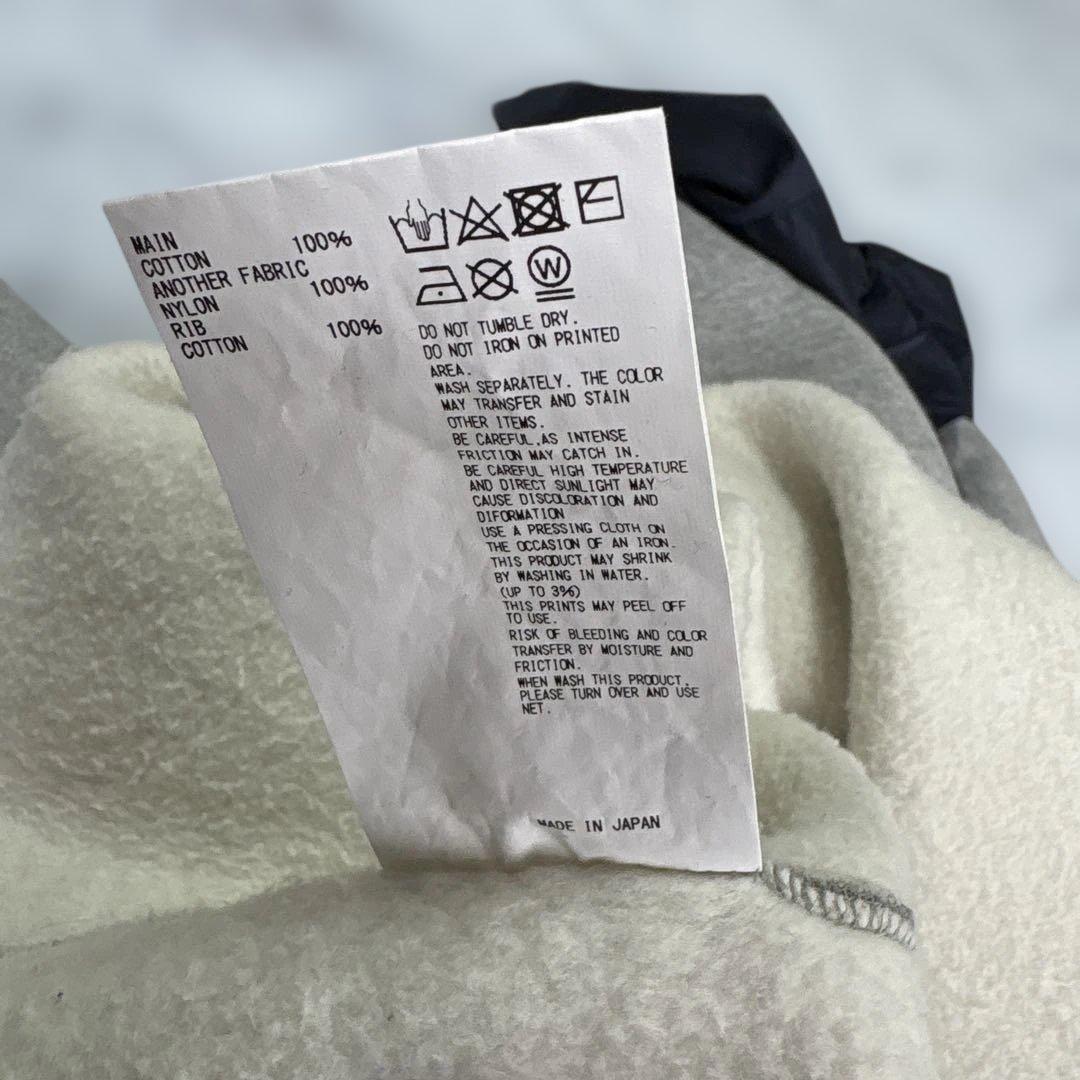 MAIN
COTTON 100%
ANOTHER FABRIC
NYLON 100%
RIB
COTTON 100%
W
DO NOT TUMBLE DRY.
DO NOT IRON ON PRINTED
AREA.
WASH SEPARATELY. THE COLOR
MAY TRANSFER AND STAIN
OTHER ITEMS.
BE CAREFUL,AS INTENSE
FRICTION MAY CATCH IN.
BE CAREFUL HIGH TEMPERATURE
AND DIRECT SUNLIGHT MAY
CAUSE DISCOLORATION AND
DIFORMATION
USE A PRESSING CLOTH ON
THE OCCASION OF AN IRON.
THIS PRODUCT MAY SHRINK
BY WASHING IN WATER.
(UP TO 3%)
THIS PRINTS MAY PEEL OFF
TO USE.
RISK OF BLEEDING AND COLOR
TRANSFER BY MOISTURE AND
FRICTION.
WHEN WASH THIS PRODUCT,
PLEASE TURN OVER AND USE
NET.
MADE IN JAPAN